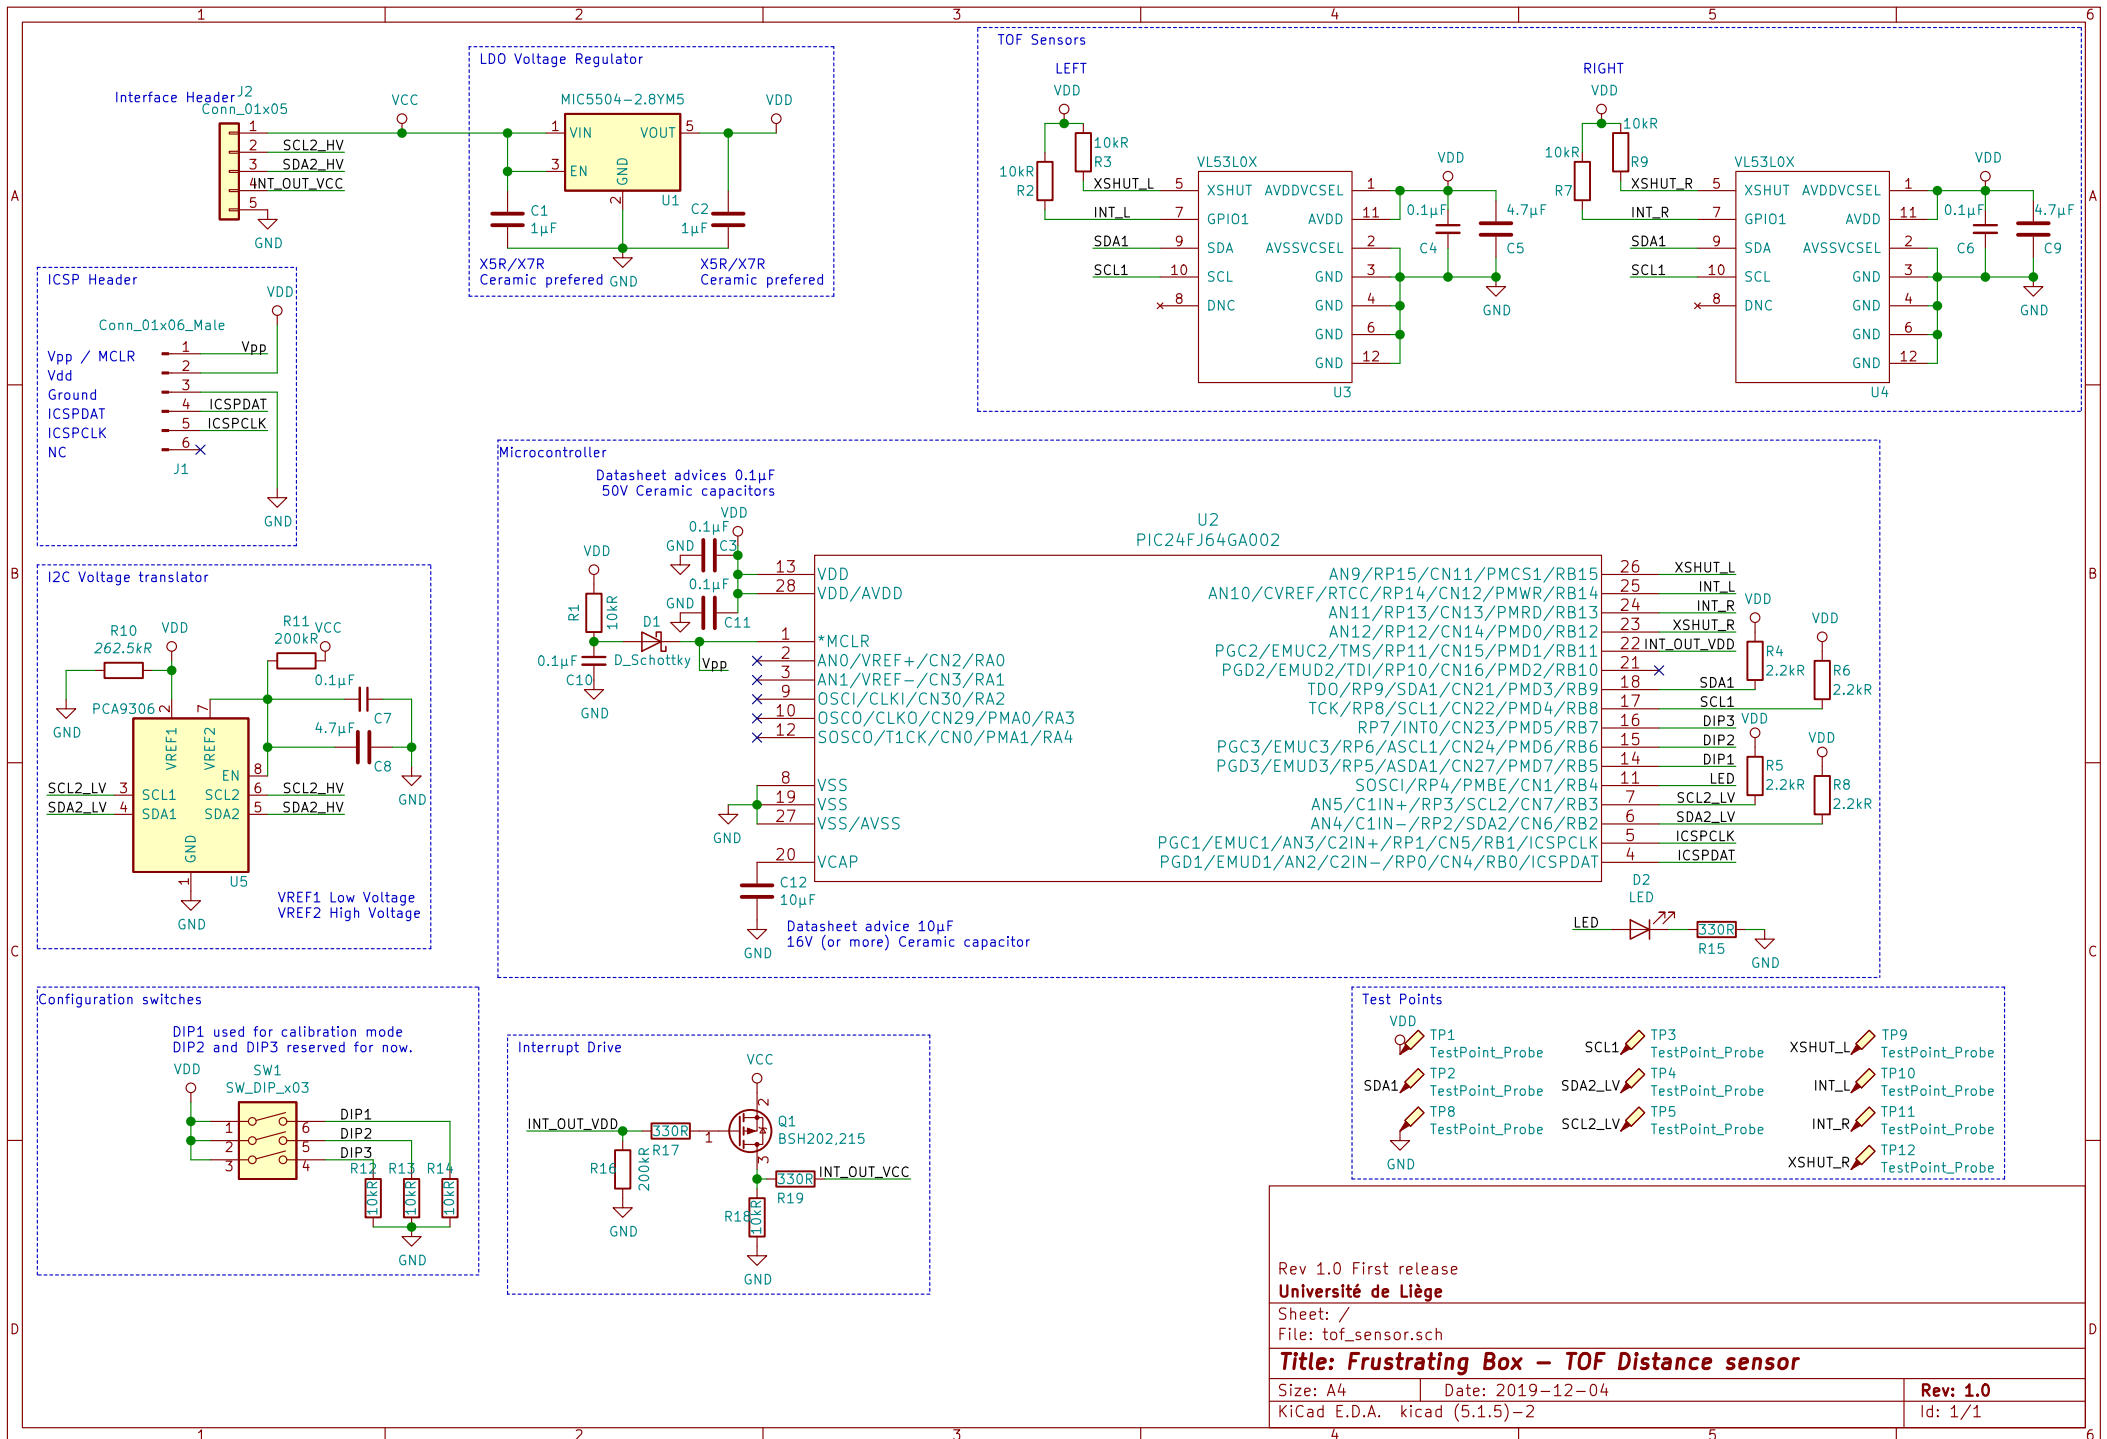 1 2 3 4 5 6
A
B
C
D
Interface Header
J2
Conn_01x05
1
2 SCL2_HV
3 SDA2_HV
4 INT_OUT_VCC
5
GND
VCC
LDO Voltage Regulator
MIC5504-2.8YM5
VDD
1 VIN VOUT 5
3 EN
GND
2
U1
C1
1µF
C2
1µF
X5R/X7R
Ceramic prefered
GND
X5R/X7R
Ceramic prefered
TOF Sensors
LEFT
VDD
10kR
R3
10kR
R2
VL53L0X
XSHUT_L 5 XSHUT AVDDVCSEL 1
INT_L 7 GPIO1 AVDD 11
SDA1 9 SDA AVSSVCSEL 2
SCL1 10 SCL GND 3
8 DNC GND 4
GND 6
GND 12
U3
VDD
0.1µF
C4
4.7µF
C5
GND
RIGHT
VDD
10kR
R9
10kR
R7
VL53L0X
XSHUT_R 5 XSHUT AVDDVCSEL 1
INT_R 7 GPIO1 AVDD 11
SDA1 9 SDA AVSSVCSEL 2
SCL1 10 SCL GND 3
8 DNC GND 4
GND 6
GND 12
U4
VDD
0.1µF
C6
4.7µF
C9
GND
ICSP Header
VDD
Conn_01x06_Male
Vpp / MCLR 1 Vpp
Vdd 2
Ground 3
ICSPDAT 4 ICSPDAT
ICSPCLK 5 ICSPCLK
NC 6
J1
GND
Microcontroller
Datasheet advices 0.1µF
50V Ceramic capacitors
VDD
0.1µF
GND C3
0.1µF
GND
C11
VDD
R1
10kR
D1
D_Schottky
0.1µF
C10
GND
Vpp
U2
PIC24FJ64GA002
13 VDD
28 VDD/AVDD
1 *MCLR
2 AN0/VREF+/CN2/RA0
3 AN1/VREF-/CN3/RA1
9 OSCI/CLKI/CN30/RA2
10 OSCO/CLKO/CN29/PMA0/RA3
12 SOSCO/T1CK/CN0/PMA1/RA4
8 VSS
19 VSS
27 VSS/AVSS
GND
20 VCAP
C12
10µF
GND
Datasheet advice 10µF
16V (or more) Ceramic capacitor
AN9/RP15/CN11/PMCS1/RB15 26 XSHUT_L
AN10/CVREF/RTCC/RP14/CN12/PMWR/RB14 25 INT_L
AN11/RP13/CN13/PMRD/RB13 24 INT_R
AN12/RP12/CN14/PMD0/RB12 23 XSHUT_R
PGC2/EMUC2/TMS/RP11/CN15/PMD1/RB11 22 INT_OUT_VDD
PGD2/EMUD2/TDI/RP10/CN16/PMD2/RB10 21
TDO/RP9/SDA1/CN21/PMD3/RB9 18 SDA1
TCK/RP8/SCL1/CN22/PMD4/RB8 17 SCL1
RP7/INT0/CN23/PMD5/RB7 16 DIP3
PGC3/EMUC3/RP6/ASCL1/CN24/PMD6/RB6 15 DIP2
PGD3/EMUD3/RP5/ASDA1/CN27/PMD7/RB5 14 DIP1
SOSCI/RP4/PMBE/CN1/RB4 11 LED
AN5/C1IN+/RP3/SCL2/CN7/RB3 7 SCL2_LV
AN4/C1IN-/RP2/SDA2/CN6/RB2 6 SDA2_LV
PGC1/EMUC1/AN3/C2IN+/RP1/CN5/RB1/ICSPCLK 5 ICSPCLK
PGD1/EMUD1/AN2/C2IN-/RP0/CN4/RB0/ICSPDAT 4 ICSPDAT
VDD
R4
2.2kR
VDD
R6
2.2kR
VDD
R5
2.2kR
VDD
R8
2.2kR
D2
LED
LED
330R
R15
GND
I2C Voltage translator
R10
262.5kR
VDD
R11
200kR
VCC
0.1µF
C7
4.7µF
C8
GND
GND
PCA9306
2 7
VREF1 VREF2
EN 8
SCL2_LV 3 SCL1 SCL2 6 SCL2_HV
SDA2_LV 4 SDA1 SDA2 5 SDA2_HV
GND
1
U5
GND
VREF1 Low Voltage
VREF2 High Voltage
Configuration switches
DIP1 used for calibration mode
DIP2 and DIP3 reserved for now.
VDD
SW1
SW_DIP_x03
1 6 DIP1
2 5 DIP2
3 4 DIP3
R12 R13 R14
10kR 10kR 10kR
GND
Interrupt Drive
VCC
INT_OUT_VDD
330R
R17
R16
200kR
GND
1
2
3
Q1
BSH202,215
330R
R19
INT_OUT_VCC
R18
10kR
GND
Test Points
VDD
TP1
TestPoint_Probe
SDA1
TP2
TestPoint_Probe
TP8
TestPoint_Probe
GND
SCL1
TP3
TestPoint_Probe
SDA2_LV
TP4
TestPoint_Probe
SCL2_LV
TP5
TestPoint_Probe
XSHUT_L
TP9
TestPoint_Probe
INT_L
TP10
TestPoint_Probe
INT_R
TP11
TestPoint_Probe
XSHUT_R
TP12
TestPoint_Probe
Rev 1.0 First release
Université de Liège
Sheet: /
File: tof_sensor.sch
Title: Frustrating Box – TOF Distance sensor
Size: A4 Date: 2019-12-04 Rev: 1.0
KiCad E.D.A. kicad (5.1.5)-2 Id: 1/1
A
B
C
D
1 2 3 4 5 6